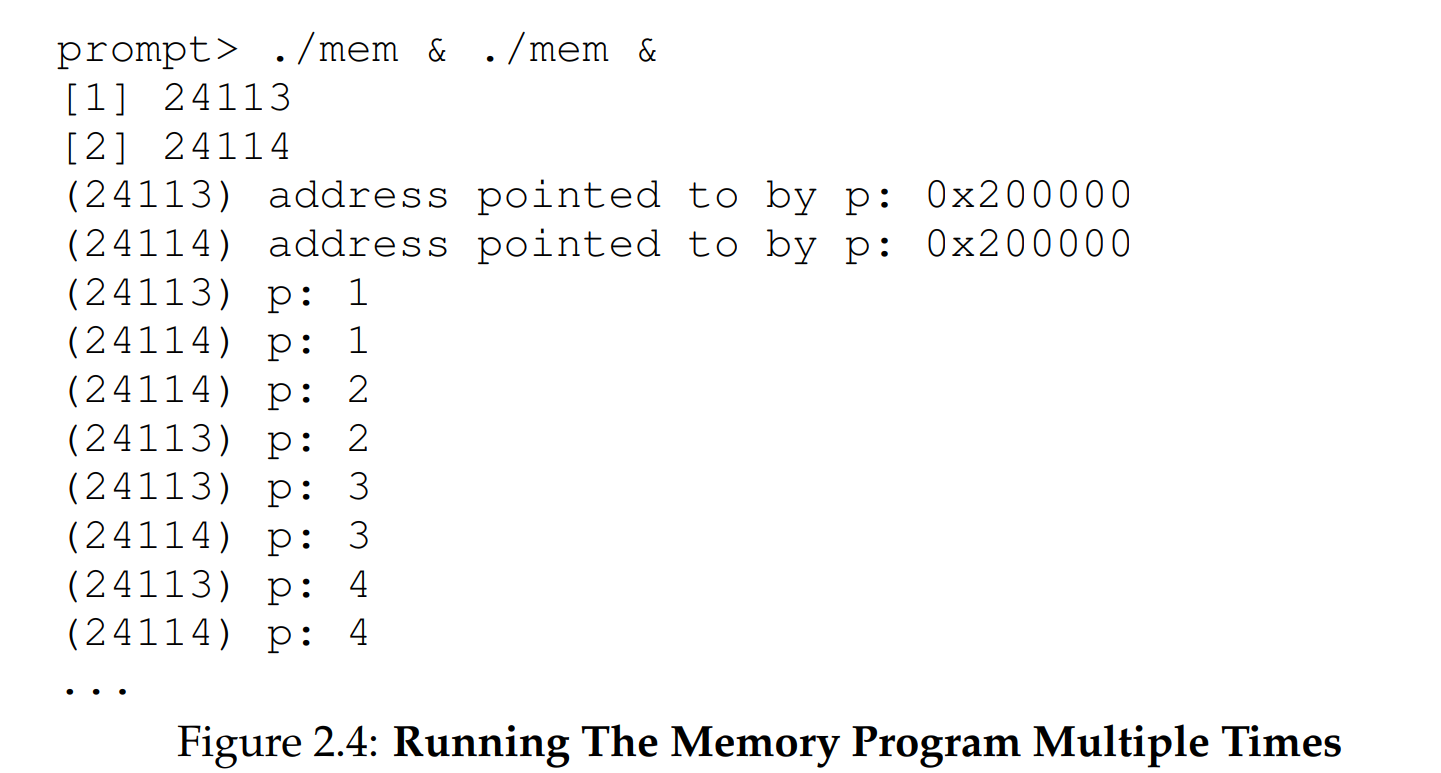 prompt> ./mem & ./mem &
[1] 24113
[2] 24114
(24113) address pointed to by p: 0x200000
(24114) address pointed to by p: 0x200000
(24113) p: 1
(24114) p: 1
(24114) p: 2
(24113) p: 2
(24113) p: 3
(24114) p: 3
(24113) p: 4
(24114) p: 4
...
Figure 2.4: Running The Memory Program Multiple Times